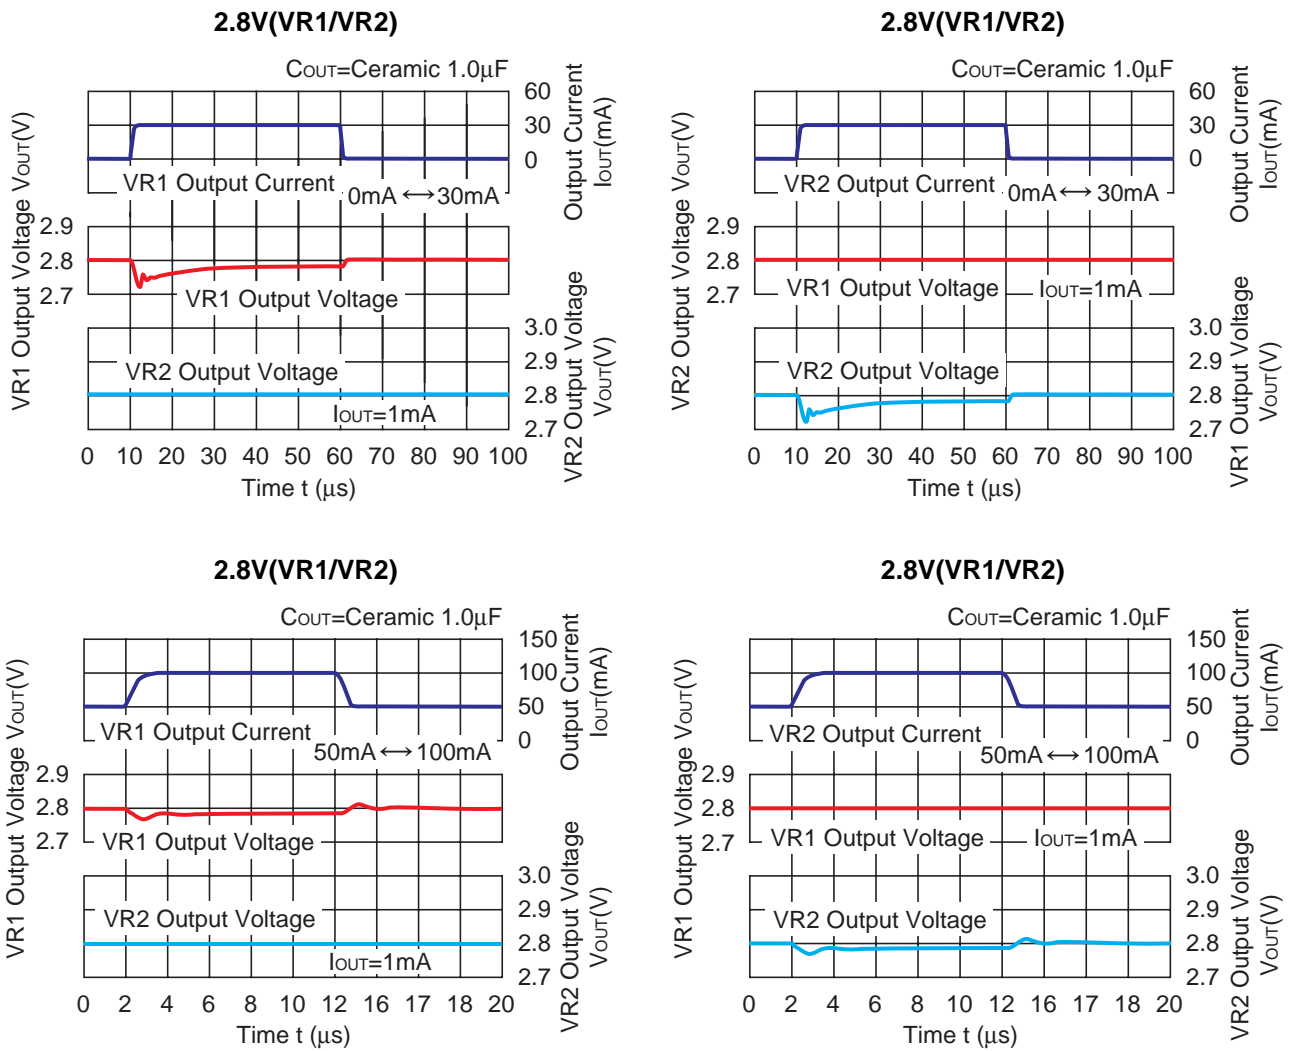 2.8V(VR1/VR2)
COUT=Ceramic 1.0μF
VR1 Output Voltage VOUT(V)
60
30
0
Output Current
IOUT(mA)
VR1 Output Current
0mA ↔ 30mA
2.9
2.8
2.7
VR1 Output Voltage
3.0
2.9
2.8
2.7
VR2 Output Voltage
VOUT(V)
VR2 Output Voltage
IOUT=1mA
0 10 20 30 40 50 60 70 80 90 100
Time t (μs)
2.8V(VR1/VR2)
COUT=Ceramic 1.0μF
VR2 Output Voltage VOUT(V)
60
30
0
Output Current
IOUT(mA)
VR2 Output Current
0mA ↔ 30mA
2.9
2.8
2.7
VR1 Output Voltage
IOUT=1mA
3.0
2.9
2.8
2.7
VR1 Output Voltage
VOUT(V)
VR2 Output Voltage
0 10 20 30 40 50 60 70 80 90 100
Time t (μs)
2.8V(VR1/VR2)
COUT=Ceramic 1.0μF
VR1 Output Voltage VOUT(V)
150
100
50
0
Output Current
IOUT(mA)
VR1 Output Current
50mA ↔ 100mA
2.9
2.8
2.7
VR1 Output Voltage
3.0
2.9
2.8
2.7
VR2 Output Voltage
VOUT(V)
VR2 Output Voltage
IOUT=1mA
0 2 4 6 8 10 12 16 17 18 20
Time t (μs)
2.8V(VR1/VR2)
COUT=Ceramic 1.0μF
VR1 Output Voltage VOUT(V)
150
100
50
0
Output Current
IOUT(mA)
VR2 Output Current
50mA ↔ 100mA
2.9
2.8
2.7
VR1 Output Voltage
IOUT=1mA
3.0
2.9
2.8
2.7
VR2 Output Voltage
VOUT(V)
VR2 Output Voltage
0 2 4 6 8 10 12 16 17 18 20
Time t (μs)